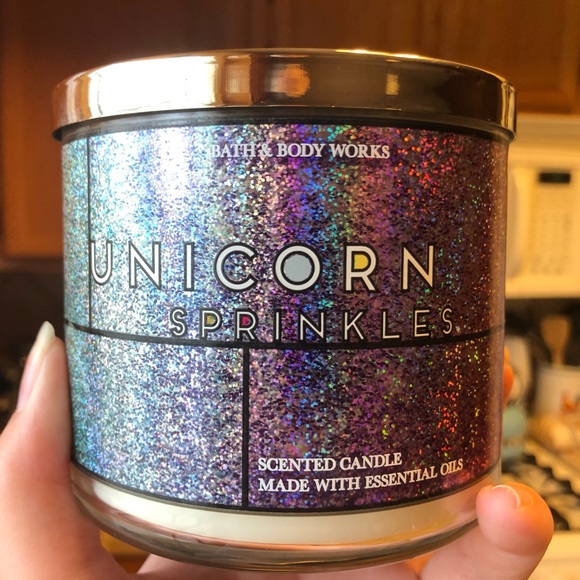 BATH & BODY WORKS
UNICORN
SPRINKLES
SCENTED CANDLE
MADE WITH ESSENTIAL OILS